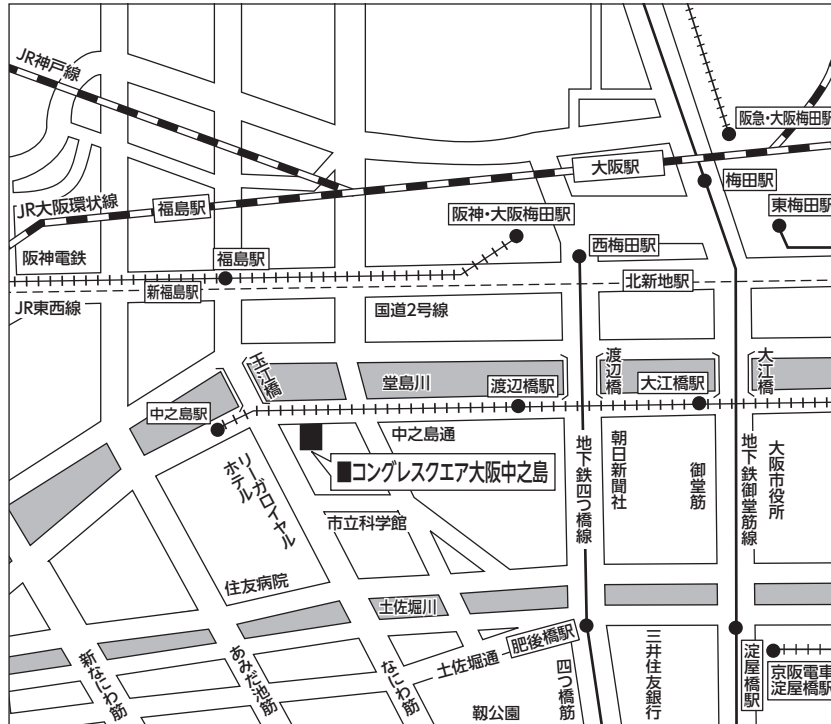 JR神戸線
阪急・大阪梅田駅
大阪駅
梅田駅
JR大阪環状線
福島駅
阪神・大阪梅田駅
東梅田駅
阪神電鉄
福島駅
西梅田駅
新福島駅
北新地駅
JR東西線
国道2号線
玉江橋
堂島川
渡辺橋駅
渡辺橋
大江橋駅
大江橋
中之島駅
中之島通
■コングレスクエア大阪中之島
リーガロイヤル
ホテル
市立科学館
地下鉄四つ橋線
朝日新聞社
御堂筋
地下鉄御堂筋線
大阪市役所
住友病院
土佐堀川
土佐堀通
肥後橋駅
新なにわ筋
あみだ池筋
なにわ筋
靱公園
四つ橋筋
三井住友銀行
淀屋橋駅
京阪電車
淀屋橋駅